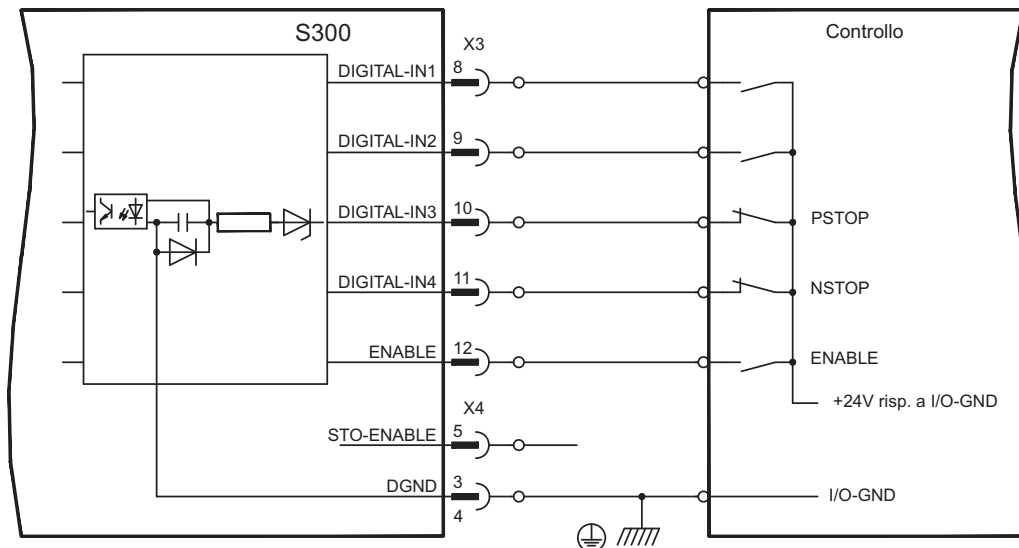 S300
X3
Controllo
DIGITAL-IN1
8
DIGITAL-IN2
9
DIGITAL-IN3
10
PSTOP
DIGITAL-IN4
11
NSTOP
ENABLE
12
ENABLE
+24V risp. a I/O-GND
X4
STO-ENABLE
5
DGND
3
I/O-GND
4